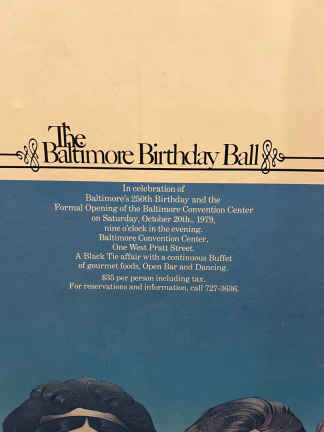 The
Baltimore Birthday Ball
In celebration of
Baltimore's 250th Birthday and the
Formal Opening of the Baltimore Convention Center
on Saturday, October 20th., 1979,
nine o'clock in the evening.
Baltimore Convention Center,
One West Pratt Street.
A Black Tie affair with a continuous Buffet
of gourmet foods, Open Bar and Dancing.
$35 per person including tax.
For reservations and information, call 727-3636.